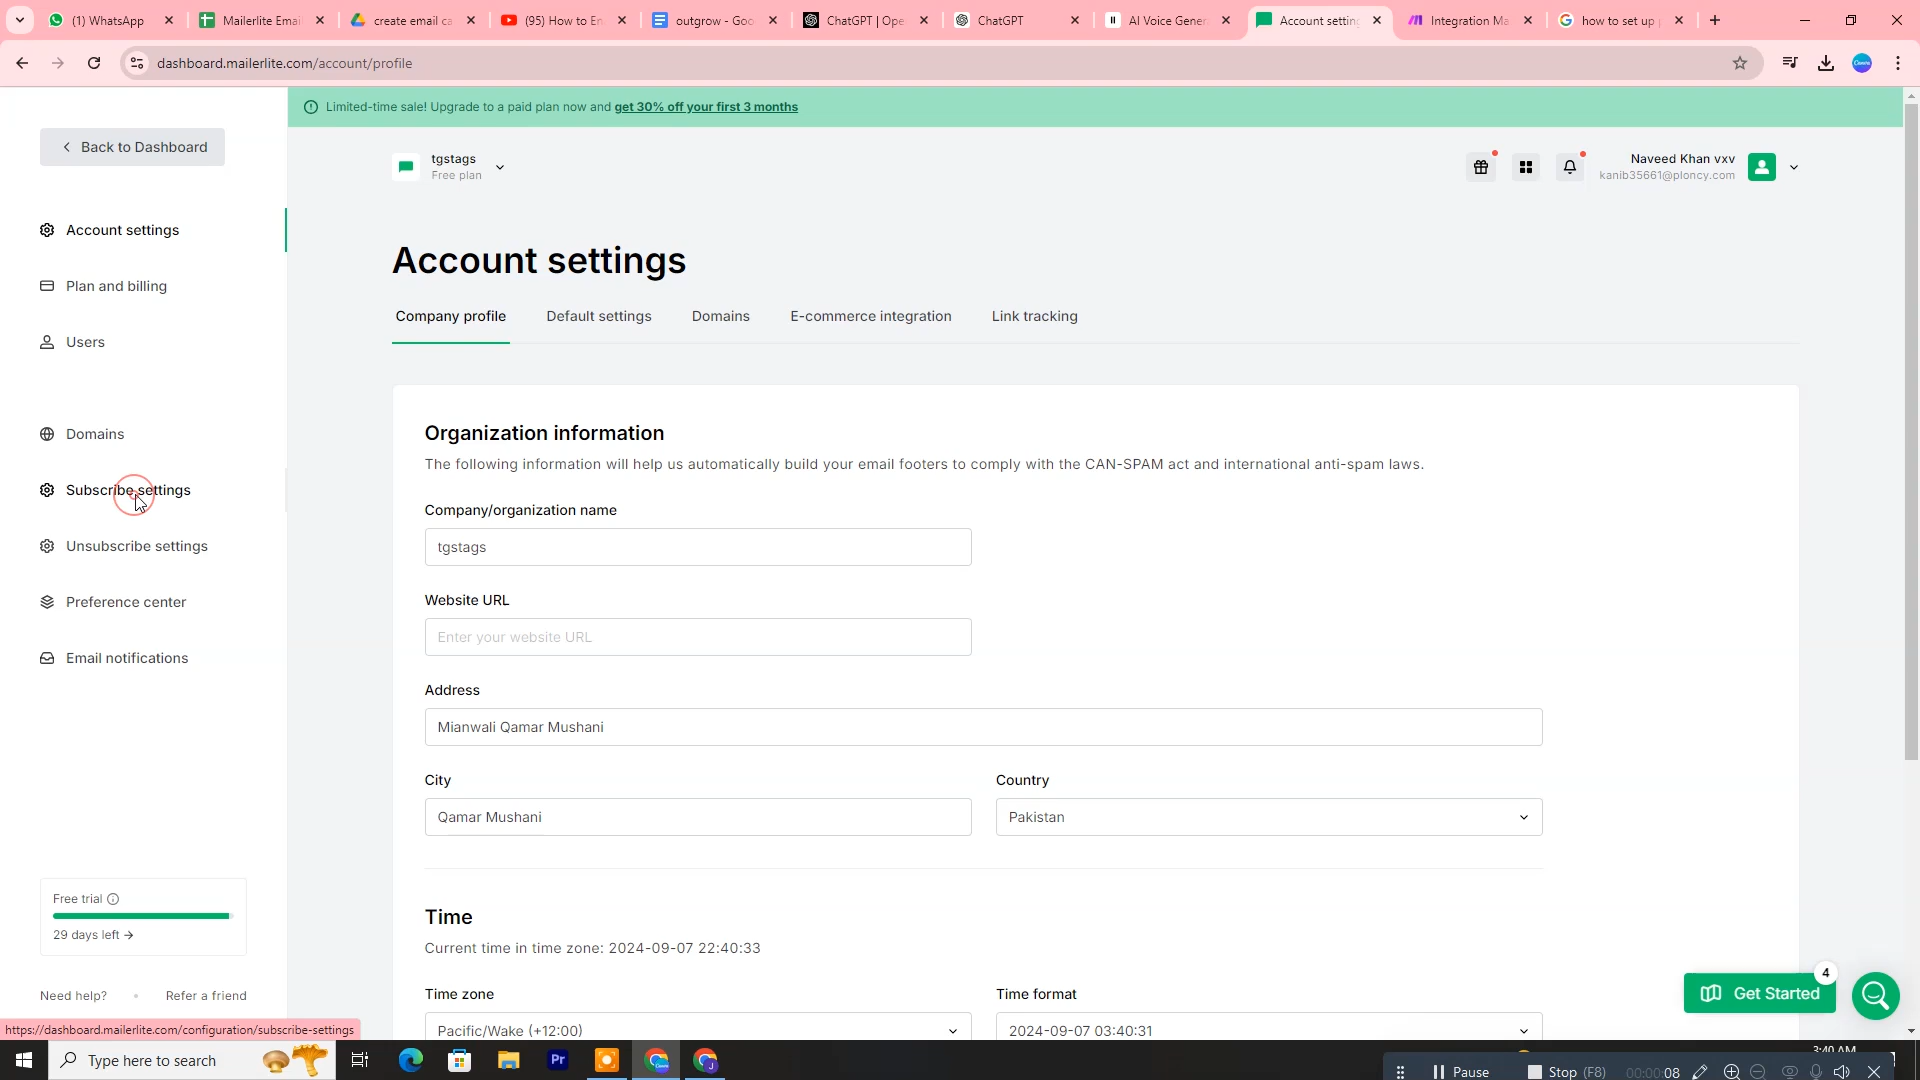 (1) WhatsApp
Mailerlite Emai
create email ca
(95) How to En
outgrow - Goo
ChatGPT | Ope
ChatGPT
AI Voice Gener
Account setting
Integration Ma
how to set up
dashboard.mailerlite.com/account/profile
Limited-time sale! Upgrade to a paid plan now and get 30% off your first 3 months
Back to Dashboard
Account settings
Plan and billing
Users
Domains
Subscribe settings
Unsubscribe settings
Preference center
Email notifications
Free trial
29 days left →
Need help? • Refer a friend
https://dashboard.mailerlite.com/configuration/subscribe-settings
tgstags
Free plan
Naveed Khan vxv
kanib35661@ploncy.com
Account settings
Company profile
Default settings
Domains
E-commerce integration
Link tracking
Organization information
The following information will help us automatically build your email footers to comply with the CAN-SPAM act and international anti-spam laws.
Company/organization name
tgstags
Website URL
Enter your website URL
Address
Mianwali Qamar Mushani
City
Country
Qamar Mushani
Pakistan
Time
Current time in time zone: 2024-09-07 22:40:33
Time zone
Time format
Pacific/Wake (+12:00)
2024-09-07 03:40:31
4
Get Started
Type here to search
Pr
3:40 AM
Pause
Stop (F8)
00:00:08